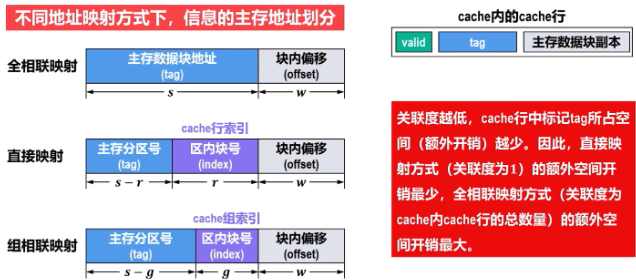 不同地址映射方式下，信息的主存地址划分
cache内的cache行
valid tag 主存数据块副本
全相联映射
主存数据块地址 块内偏移
(tag) (offset)
s w
cache行索引
直接映射
主存分区号 区内块号 块内偏移
(tag) (index) (offset)
s − r r w
cache组索引
组相联映射
主存分区号 区内块号 块内偏移
(tag) (index) (offset)
s − g g w
关联度越低，cache行中标记tag所占空
间（额外开销）越少。因此，直接映
射方式（关联度为1）的额外空间开
销最少，全相联映射方式（关联度为
cache内cache行的总数量）的额外空
间开销最大。